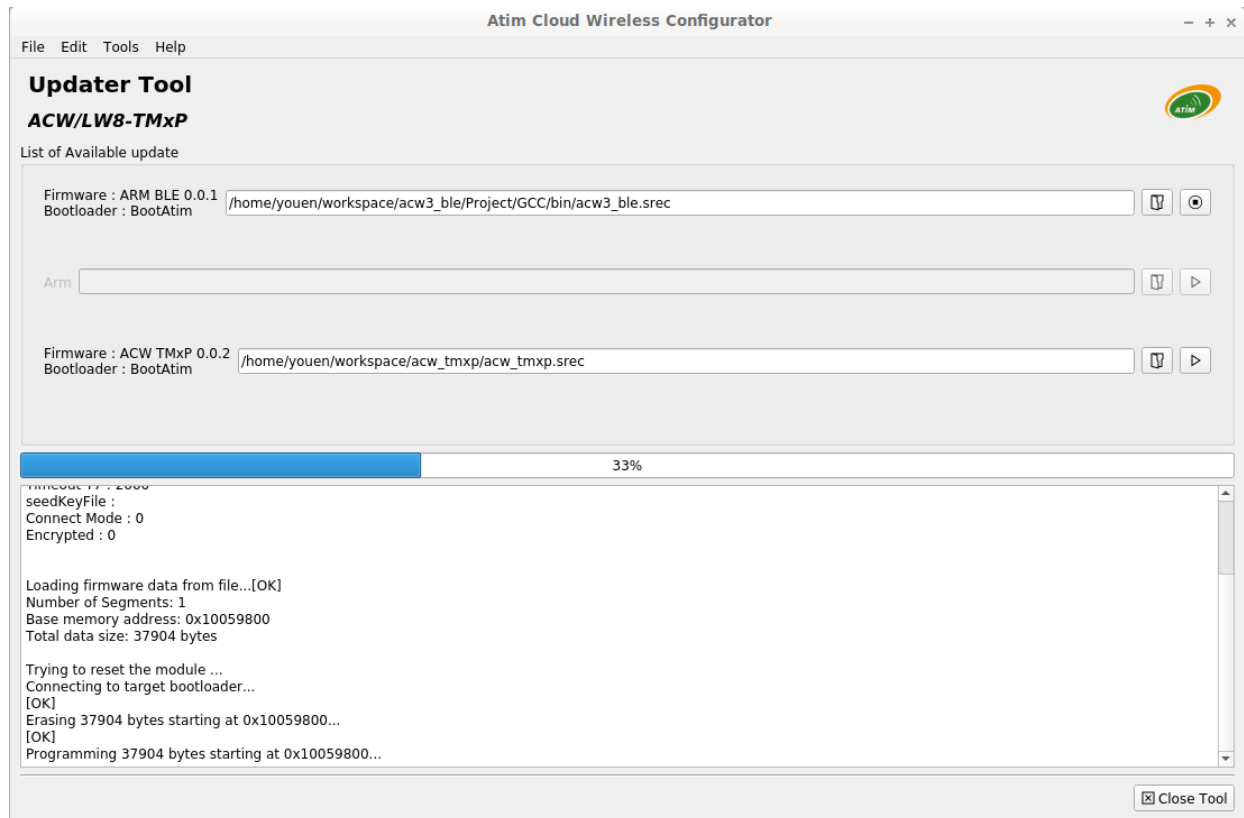 Atim Cloud Wireless Configurator
File Edit Tools Help
Updater Tool
ACW/LW8-TMxP
ATIM
List of Available update
Firmware : ARM BLE 0.0.1
Bootloader : BootAtim
/home/youen/workspace/acw3_ble/Project/GCC/bin/acw3_ble.srec
Arm
Firmware : ACW TMxP 0.0.2
Bootloader : BootAtim
/home/youen/workspace/acw_tmxp/acw_tmxp.srec
33%
seedKeyFile :
Connect Mode : 0
Encrypted : 0
Loading firmware data from file...[OK]
Number of Segments: 1
Base memory address: 0x10059800
Total data size: 37904 bytes
Trying to reset the module ...
Connecting to target bootloader...
[OK]
Erasing 37904 bytes starting at 0x10059800...
[OK]
Programming 37904 bytes starting at 0x10059800...
Close Tool